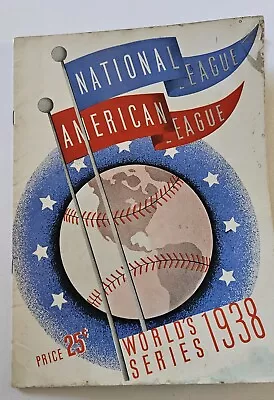 NATIONAL
LEAGUE
AMERICAN
LEAGUE
PRICE 25¢
WORLD'S
SERIES
1938